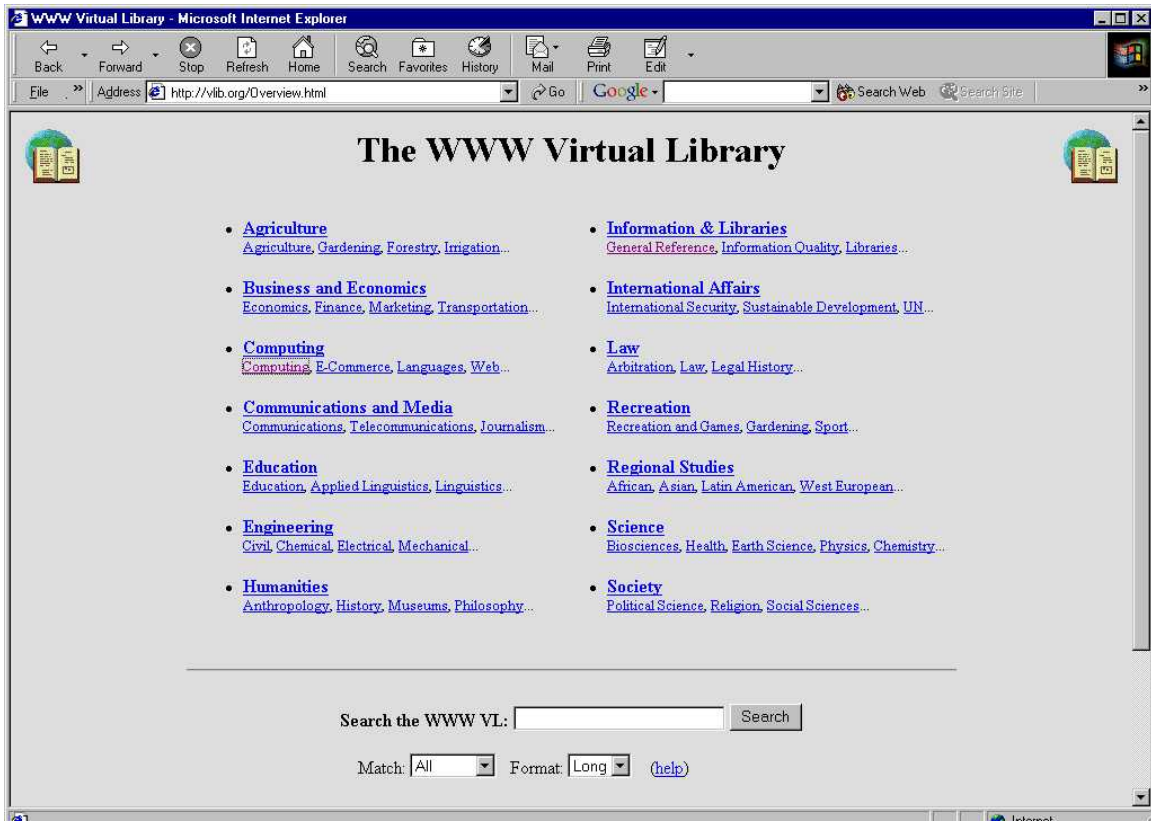 WWW Virtual Library - Microsoft Internet Explorer
Back Forward Stop Refresh Home Search Favorites History Mail Print Edit
File » Address http://vlib.org/Overview.html Go Google Search Web Search Site »
The WWW Virtual Library
Agriculture
Agriculture, Gardening, Forestry, Irrigation...
Business and Economics
Economics, Finance, Marketing, Transportation...
Computing
Computing, E-Commerce, Languages, Web...
Communications and Media
Communications, Telecommunications, Journalism...
Education
Education, Applied Linguistics, Linguistics...
Engineering
Civil, Chemical, Electrical, Mechanical...
Humanities
Anthropology, History, Museums, Philosophy...
Information & Libraries
General Reference, Information Quality, Libraries...
International Affairs
International Security, Sustainable Development, UN...
Law
Arbitration, Law, Legal History...
Recreation
Recreation and Games, Gardening, Sport...
Regional Studies
African, Asian, Latin American, West European...
Science
Biosciences, Health, Earth Science, Physics, Chemistry...
Society
Political Science, Religion, Social Sciences...
Search the WWW VL: Search
Match: All Format: Long (help)
Internet